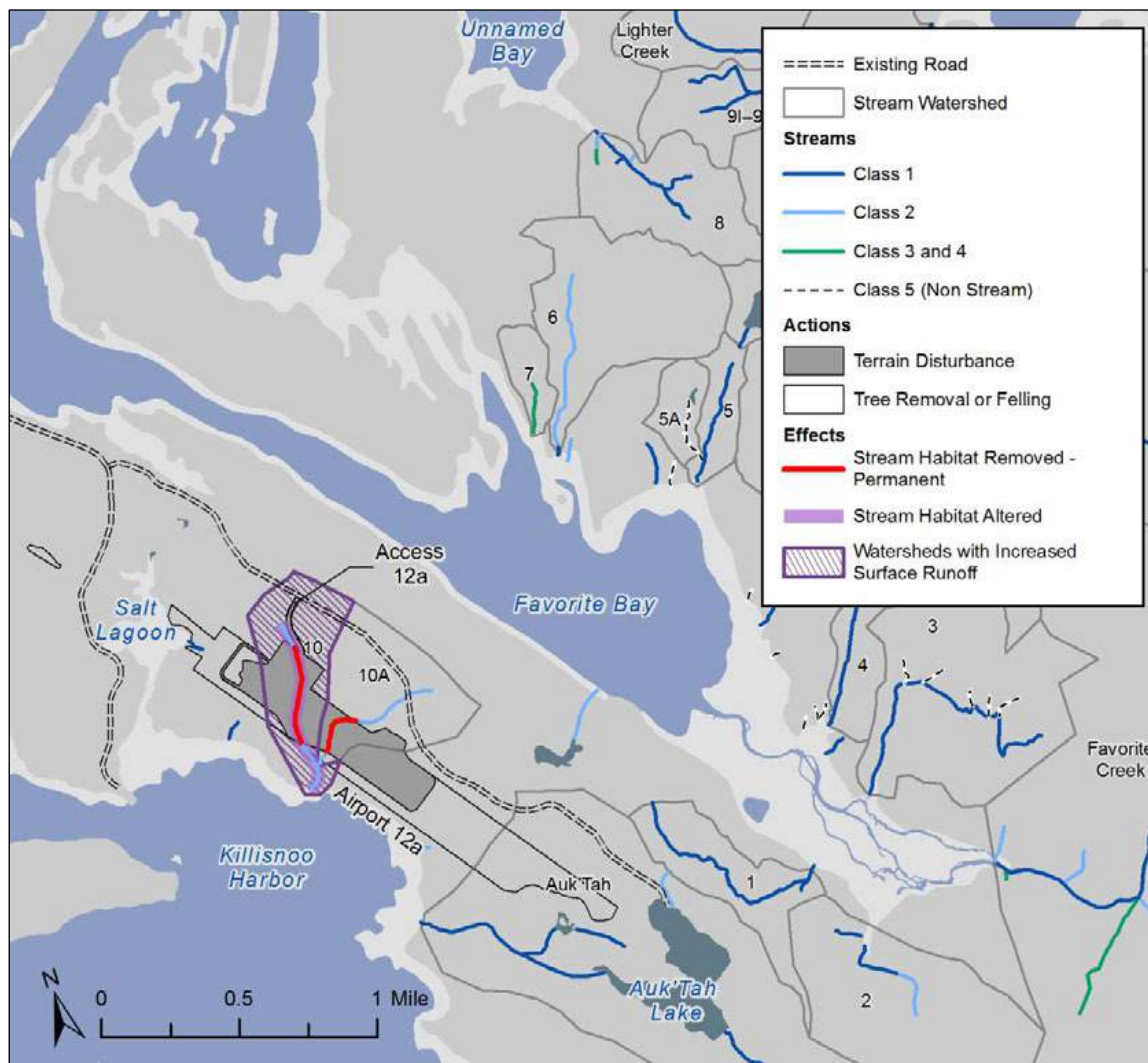 Unnamed
Bay
Lighter
Creek
9I–9
8
6
7
5A
5
Existing Road
Stream Watershed
Streams
Class 1
Class 2
Class 3 and 4
Class 5 (Non Stream)
Actions
Terrain Disturbance
Tree Removal or Felling
Effects
Stream Habitat Removed -
Permanent
Stream Habitat Altered
Watersheds with Increased
Surface Runoff
Access
12a
Salt
Lagoon
Favorite Bay
10
10A
3
4
Favorite
Creek
Airport 12a
Killisnoo
Harbor
Auk'Tah
1
Auk'Tah
Lake
2
N
0 0.5 1 Mile